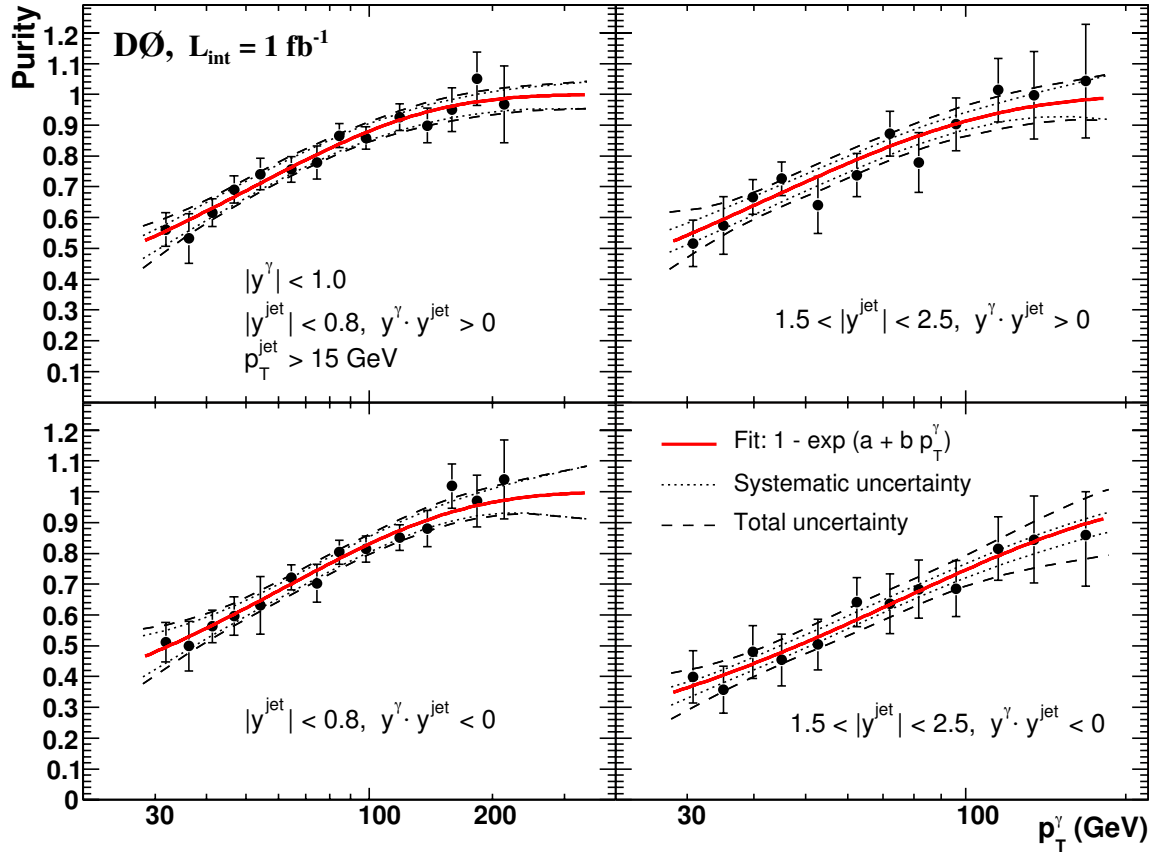 Purity
1.2
1.1
1
0.9
0.8
0.7
0.6
0.5
0.4
0.3
0.2
0.1
DØ, L_int = 1 fb^-1
|y^γ| < 1.0
|y^jet| < 0.8, y^γ · y^jet > 0
p_T^jet > 15 GeV
1.5 < |y^jet| < 2.5, y^γ · y^jet > 0
1.2
1.1
1
0.9
0.8
0.7
0.6
0.5
0.4
0.3
0.2
0.1
0
|y^jet| < 0.8, y^γ · y^jet < 0
Fit: 1 - exp (a + b p_T^γ)
Systematic uncertainty
Total uncertainty
1.5 < |y^jet| < 2.5, y^γ · y^jet < 0
30 100 200 30 100
p_T^γ (GeV)